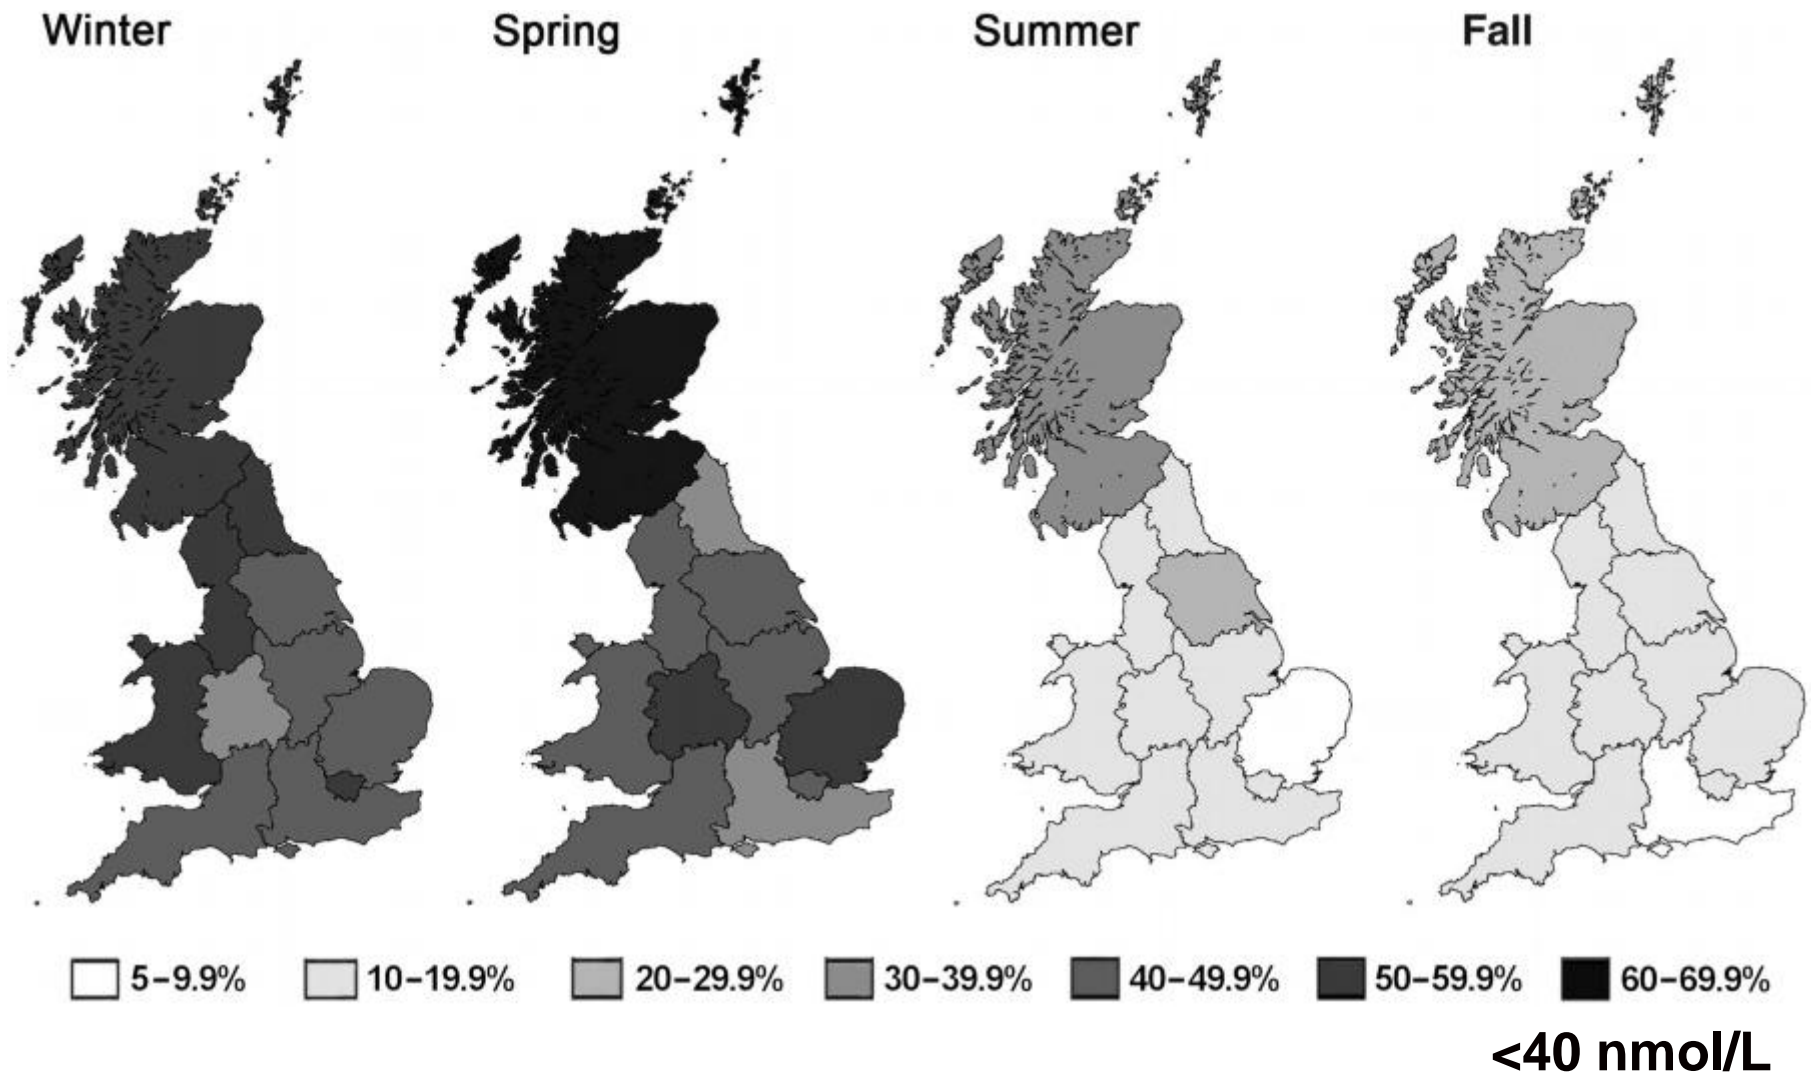 Winter Spring Summer Fall
5–9.9% 10–19.9% 20–29.9% 30–39.9% 40–49.9% 50–59.9% 60–69.9%
<40 nmol/L